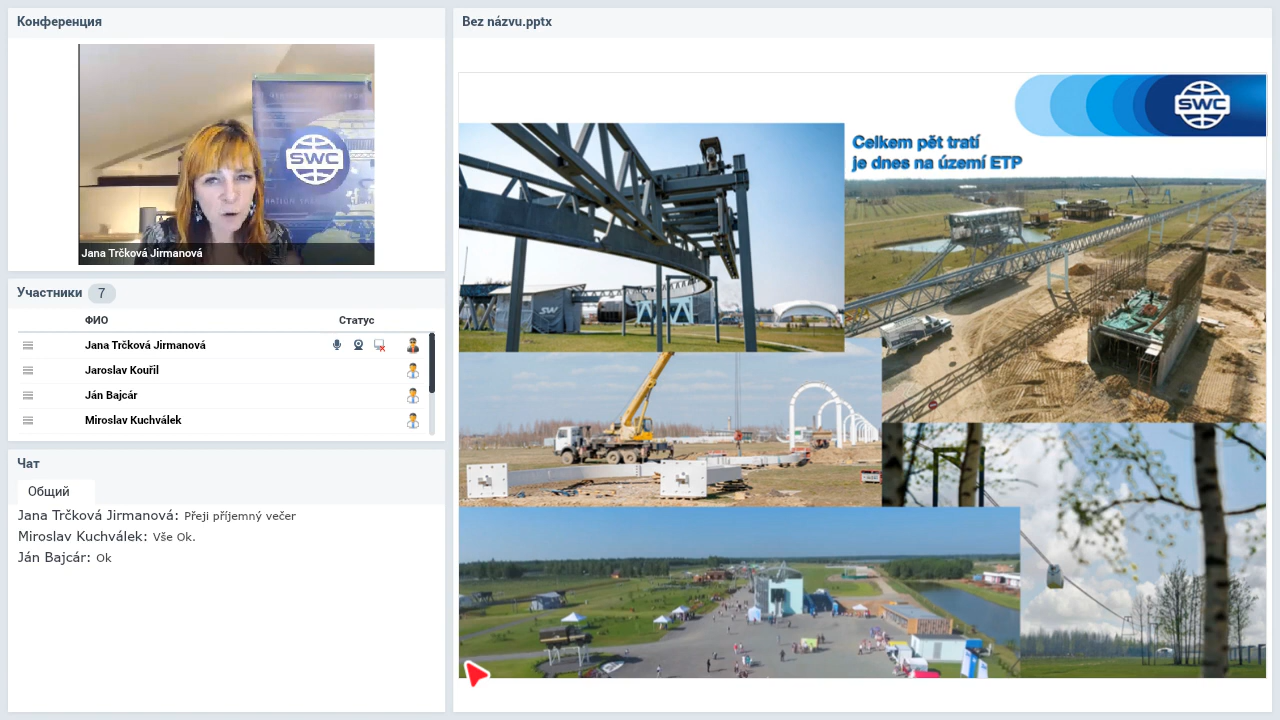 Конференция
SWC
Jana Trčková Jirmanová
Участники 7
ФИО Статус
Jana Trčková Jirmanová
Jaroslav Kouřil
Ján Bajcár
Miroslav Kuchválek
Чат
Общий
Jana Trčková Jirmanová: Přeji příjemný večer
Miroslav Kuchválek: Vše Ok.
Ján Bajcár: Ok
Bez názvu.pptx
SWC
Celkem pět tratí
je dnes na území ETP
SW